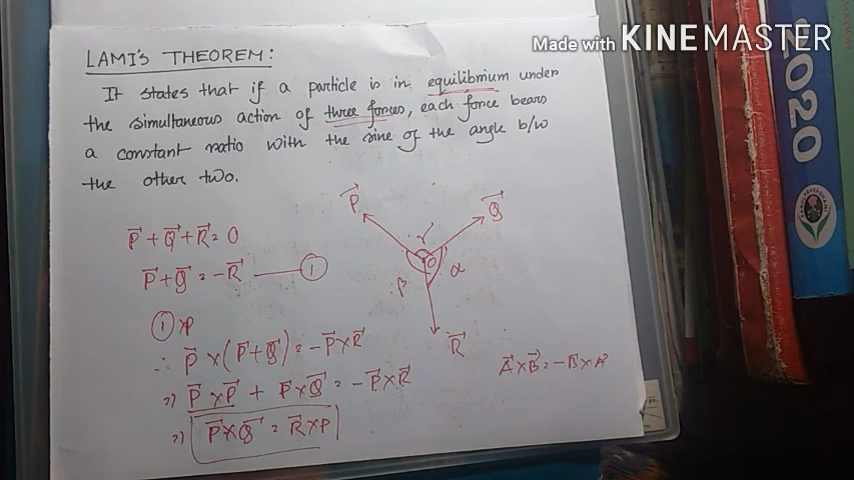 Made with KINEMASTER
LAMI'S THEOREM:
It states that if a particle is in equilibrium under
the simultaneous action of three forces, each force bears
a constant ratio with the sine of the angle b/w
the other two.
P⃗ + Q⃗ + R⃗ = 0
P⃗ + Q⃗ = -R⃗ —— ①
① × P
∴ P⃗ × (P⃗ + Q⃗) = -P⃗ × R⃗
⇒ P⃗ × P⃗ + P⃗ × Q⃗ = -P⃗ × R⃗
⇒ P⃗ × Q⃗ = R⃗ × P
P⃗
Q⃗
γ
O
β
α
R⃗
A⃗ × B⃗ = -B⃗ × A⃗
2020